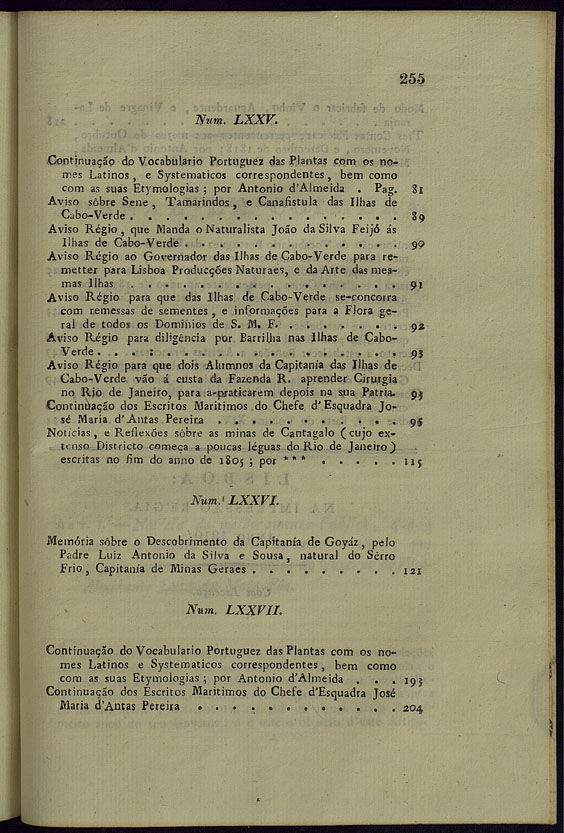 255
Num. LXXV.
Continuação do Vocabulario Portuguez das Plantas com os no-
mes Latinos, e Systematicos correspondentes, bem como
com as suas Etymologias; por Antonio d'Almeida . Pag. 81
Aviso sôbre Sene, Tamarindos, e Canafistula das Ilhas de
Cabo-Verde . . . . . . . . . . . . . . . . 89
Aviso Régio, que Manda o Naturalista João da Silva Feijó ás
Ilhas de Cabo-Verde . . . . . . . . . . . . . 90
Aviso Régio ao Governador das Ilhas de Cabo-Verde para re-
metter para Lisboa Producções Naturaes, e da Arte das mes-
mas Ilhas . . . . . . . . . . . . . . . . 91
Aviso Régio para que das Ilhas de Cabo-Verde se-concorra
com remessas de sementes, e informações para a Flora ge-
ral de todos os Dominios de S. M. F. . . . . . . . 92
Aviso Régio para diligência por Barrilha nas Ilhas de Cabo-
Verde . . . : . . . . . . . . . . . . . . 93
Aviso Régio para que dois Alumnos da Capitanía das Ilhas de
Cabo-Verde vão á custa da Fazenda R. aprender Cirurgia
no Rio de Janeiro, para a-praticarem depois na sua Patria. 93
Continùação dos Escritos Maritimos do Chefe d'Esquadra Jo-
sé Maria d'Antas Pereira . . . . . . . . . . . 95
Notícias, e Reflexões sôbre as minas de Cantagalo (cujo ex-
tenso Districto começa a poucas léguas do Rio de Janeiro)
escritas no fim do anno de 1805; por *** . . . . . 115
Num. LXXVI.
Memória sôbre o Descobrimento da Capitanía de Goyáz, pelo
Padre Luiz Antonio da Silva e Sousa, natural do Sèrro
Frio, Capitanía de Minas Geraes . . . . . . . . . 121
Num. LXXVII.
Continuação do Vocabulario Portuguez das Plantas com os no-
mes Latinos e Systematicos correspondentes, bem como
com as suas Etymologias; por Antonio d'Almeida . . . 193
Continuação dos Escritos Maritimos do Chefe d'Esquadra José
Maria d'Antas Pereira . . . . . . . . . . . . 204